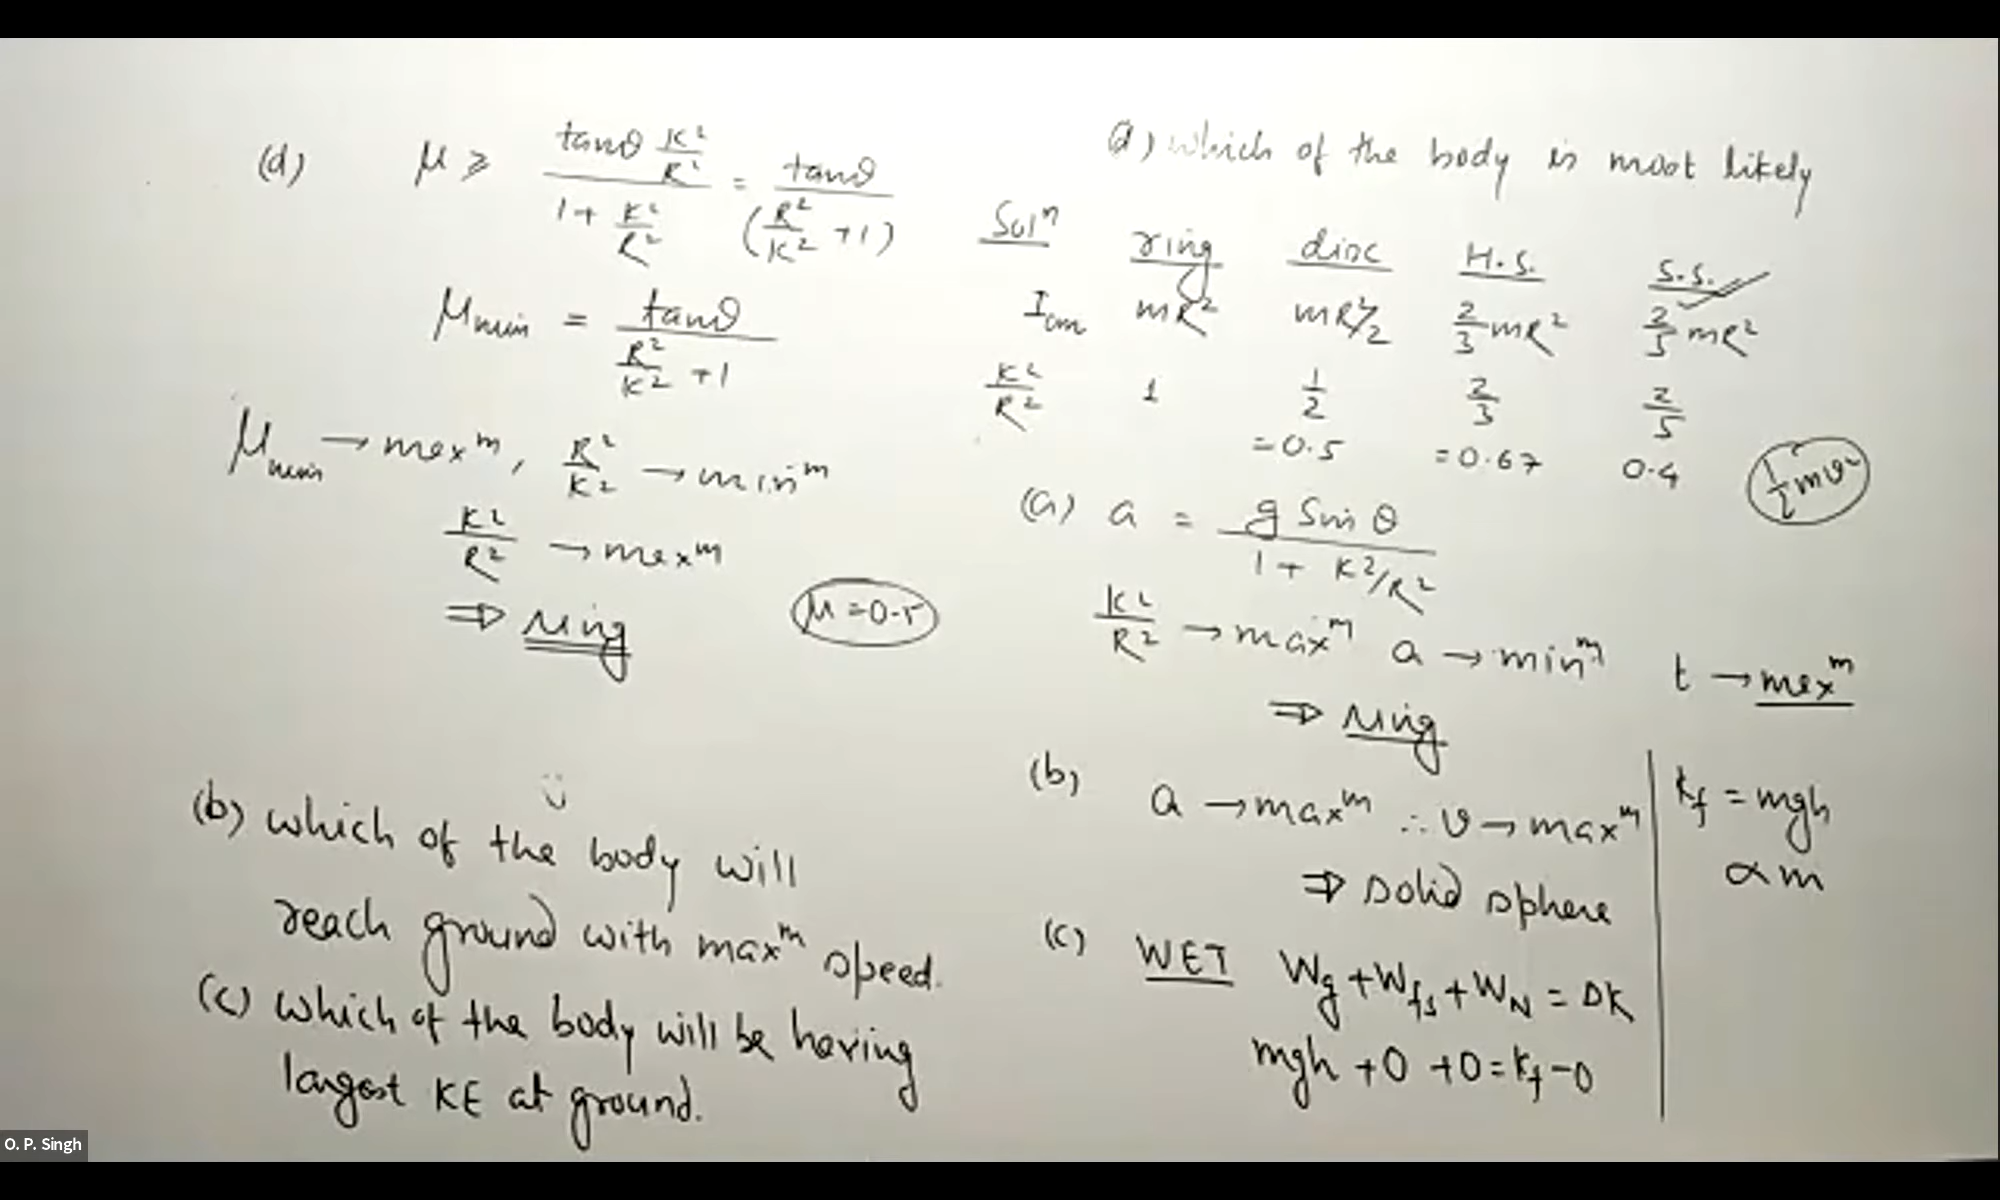 (d) μ ≥ tanθ K²/R² / 1 + K²/R² = tanθ / (R²/K² + 1)
μmin = tanθ / R²/K² + 1
μmin → mexᵐ, R²/K² → minᵐ
K²/R² → mexᵐ
⇒ ring
μ = 0.5
(b) which of the body will
reach ground with maxᵐ speed.
(c) which of the body will be having
largest KE at ground.
d) which of the body is most likely
Solⁿ ring disc H.S. S.S.
Icm mR² mR²/2 2/3 mR² 2/5 mR²
K²/R² 1 1/2 2/3 2/5
=0.5 =0.67 0.4
1/2 mv²
(a) a = g Sin θ / 1 + K²/R²
K²/R² → maxᵐ a → minᵐ t → mexᵐ
⇒ ring
(b) a → maxᵐ ∴ v → maxᵐ
⇒ solid sphere
Kf = mgh
∝ m
(c) WET Wg + Wfs + WN = ΔK
mgh + 0 + 0 = Kf - 0
O. P. Singh